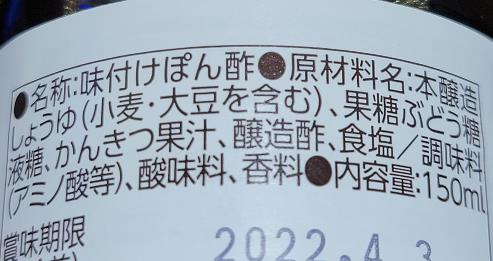 ●名称:味付けぽん酢●原材料名:本醸造
しょうゆ(小麦・大豆を含む)、果糖ぶどう糖
液糖、かんきつ果汁、醸造酢、食塩/調味料
(アミノ酸等)、酸味料、香料●内容量:150ml
賞味期限
2022.4.3